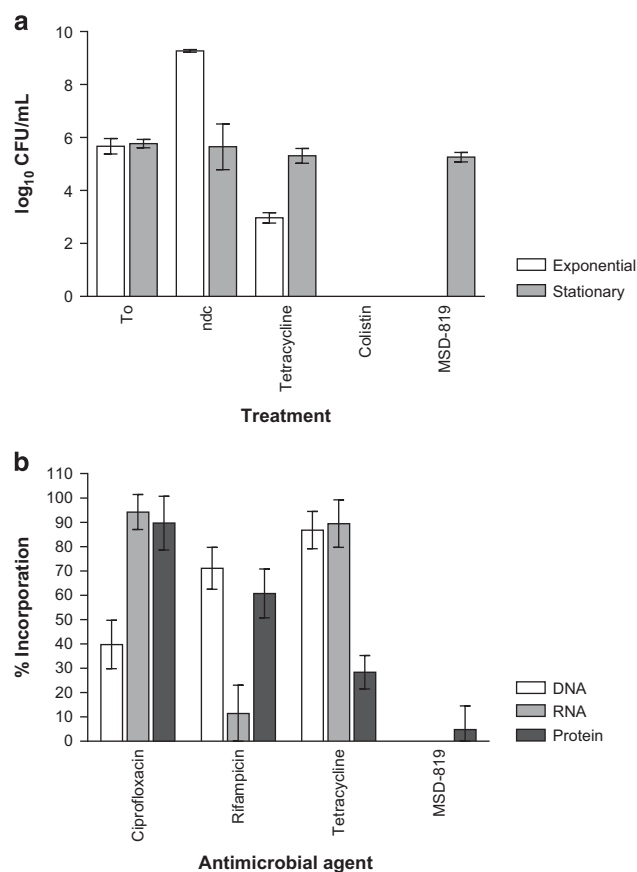 a
10
8
6
4
2
0
log₁₀ CFU/mL
To
ndc
Tetracycline
Colistin
MSD-819
Treatment
Exponential
Stationary
b
110
100
90
80
70
60
50
40
30
20
10
0
% Incorporation
Ciprofloxacin
Rifampicin
Tetracycline
MSD-819
Antimicrobial agent
DNA
RNA
Protein